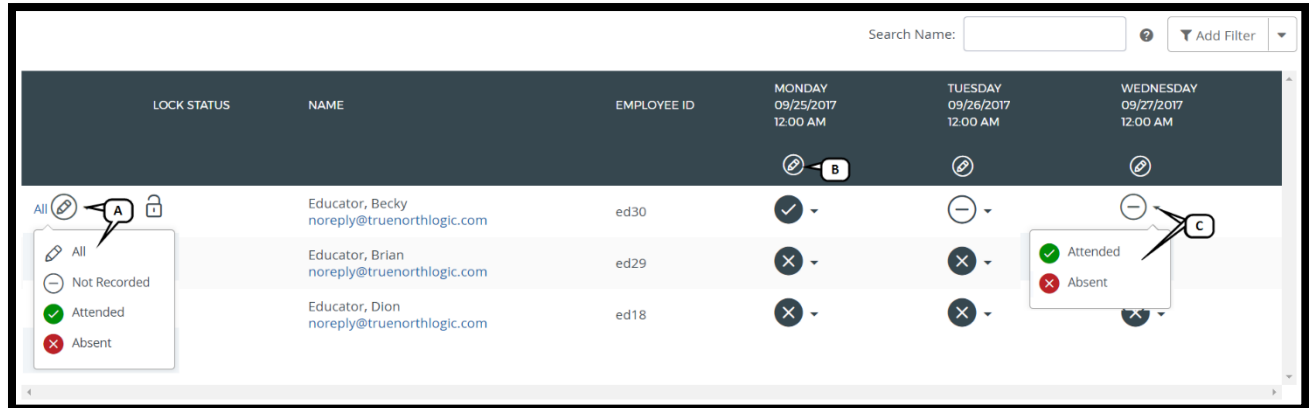 Search Name:
Add Filter
LOCK STATUS
NAME
EMPLOYEE ID
MONDAY
09/25/2017
12:00 AM
TUESDAY
09/26/2017
12:00 AM
WEDNESDAY
09/27/2017
12:00 AM
B
All
A
Educator, Becky
noreply@truenorthlogic.com
ed30
C
All
Not Recorded
Attended
Absent
Educator, Brian
noreply@truenorthlogic.com
ed29
Attended
Absent
Educator, Dion
noreply@truenorthlogic.com
ed18